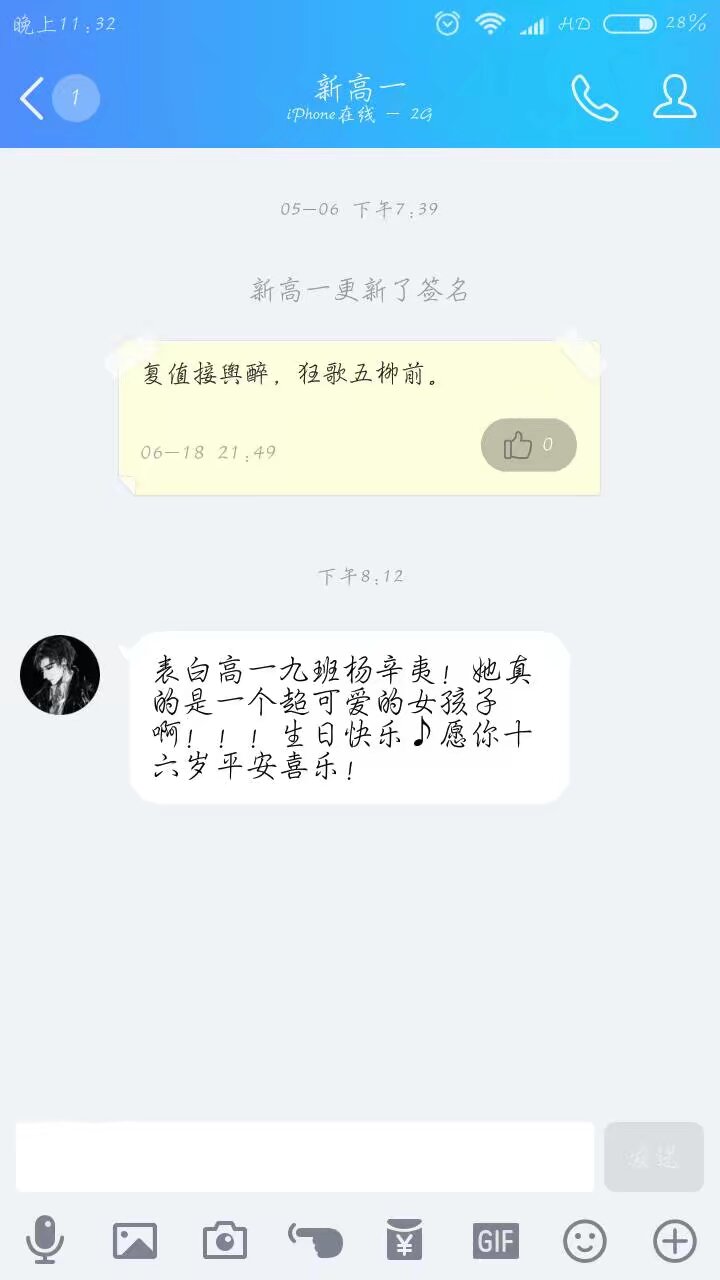 晚上11:32
HD
28%
1
新高一
iPhone在线 － 2G
05-06 下午7:39
新高一更新了签名
复值接舆醉，狂歌五柳前。
06-18 21:49
0
下午8:12
表白高一九班杨辛夷！她真
的是一个超可爱的女孩子
啊！！！生日快乐♪愿你十
六岁平安喜乐！
发送
¥
GIF